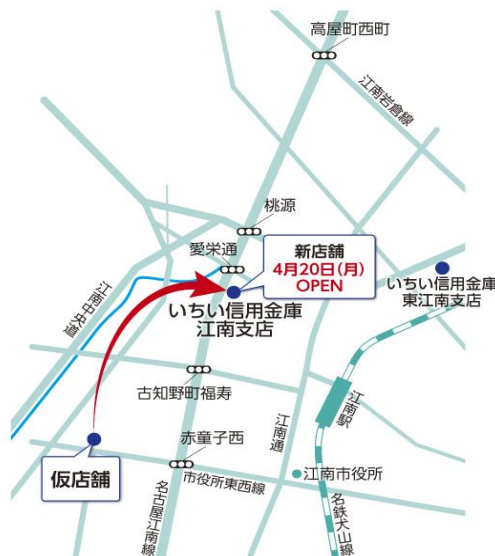 高屋町西町
江南岩倉線
桃源
愛栄通
新店舗
4月20日(月)
OPEN
いちい信用金庫
東江南支店
いちい信用金庫
江南支店
江南中央道
古知野町福寿
江南駅
江南通
赤童子西
仮店舗
市役所東西線
江南市役所
名古屋江南線
名鉄犬山線